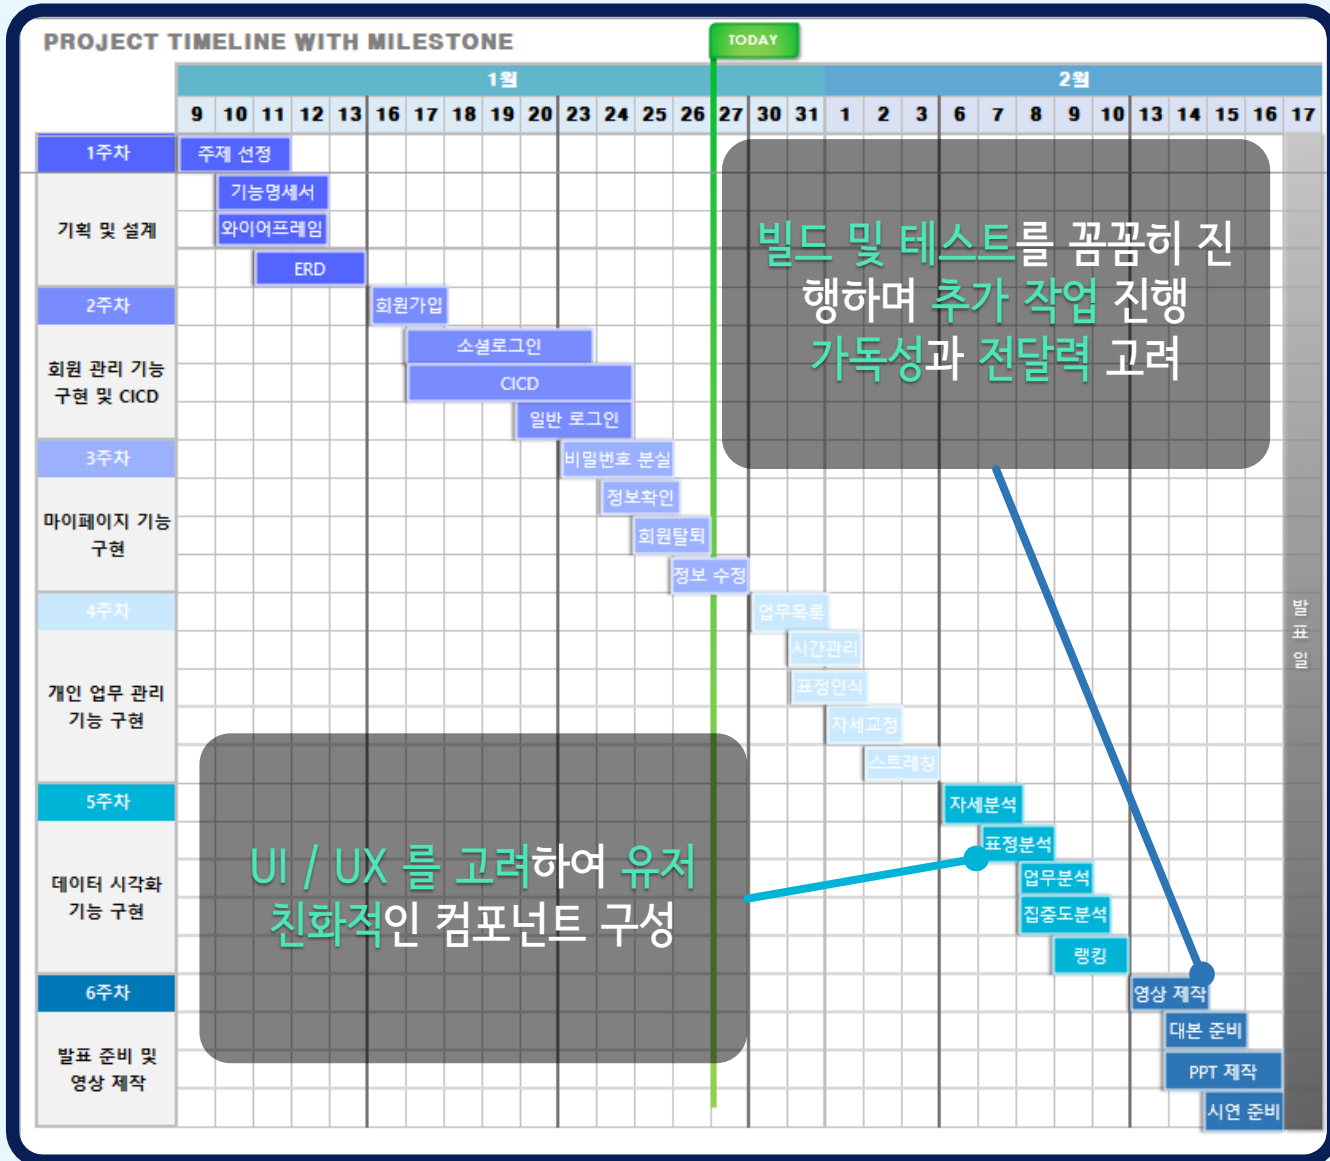 PROJECT TIMELINE WITH MILESTONE
TODAY
1월 2월
9 10 11 12 13 16 17 18 19 20 23 24 25 26 27 30 31 1 2 3 6 7 8 9 10 13 14 15 16 17
1주차
주제 선정
기획 및 설계
기능명세서
와이어프레임
ERD
2주차
회원가입
회원 관리 기능
구현 및 CICD
소셜로그인
CICD
일반 로그인
3주차
비밀번호 분실
마이페이지 기능
구현
정보확인
회원탈퇴
정보 수정
4주차
업무목록
개인 업무 관리
기능 구현
시간관리
표정인식
자세교정
스트레칭
5주차
자세분석
데이터 시각화
기능 구현
표정분석
업무분석
집중도분석
랭킹
6주차
영상 제작
발표 준비 및
영상 제작
대본 준비
PPT 제작
시연 준비
발
표
일
빌드 및 테스트를 꼼꼼히 진
행하며 추가 작업 진행
가독성과 전달력 고려
UI / UX 를 고려하여 유저
친화적인 컴포넌트 구성